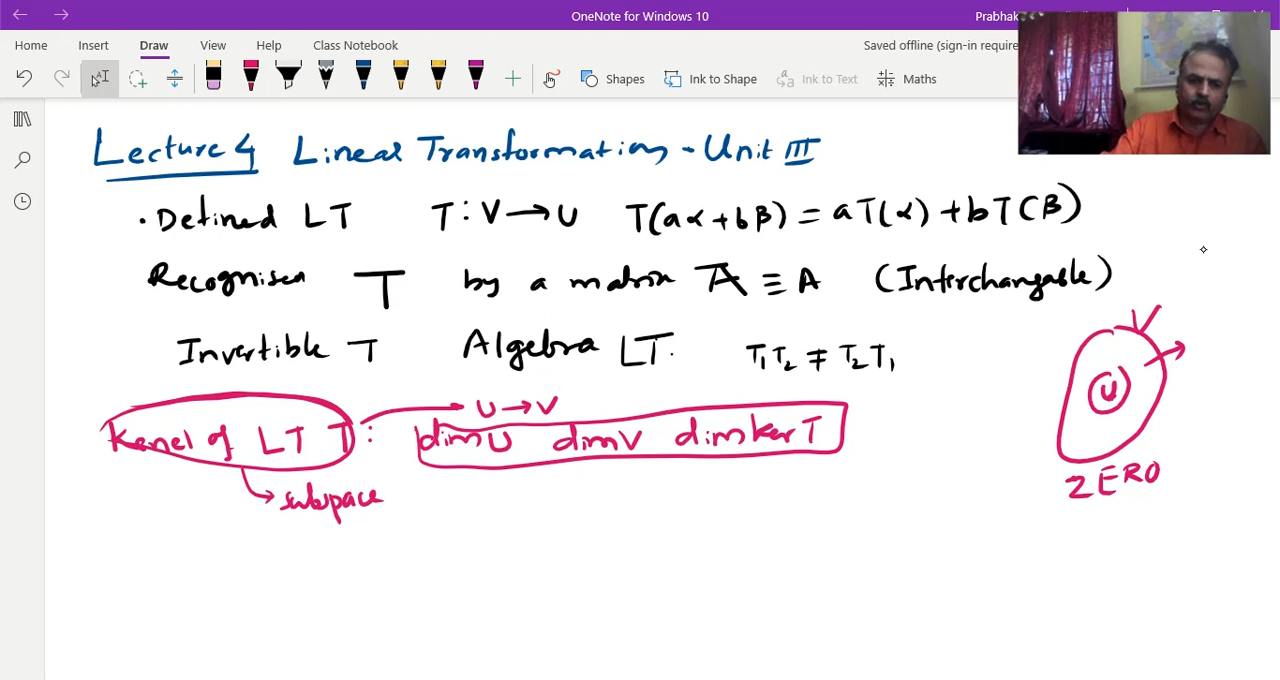 OneNote for Windows 10
Prabhak
Home Insert Draw View Help Class Notebook
Saved offline (sign-in require
Shapes Ink to Shape Ink to Text Maths
Lecture 4 Linear Transformation - Unit III
• Defined LT T : V → U T(aα + bβ) = aT(α) + bT(β)
Recognised T by a matrix A ≡ A (Interchangable)
Invertible T Algebra LT. T₁T₂ ≠ T₂T₁
V
U
U → V
Kernel of LT T : dim U dim V dim ker T
ZERO
subspace